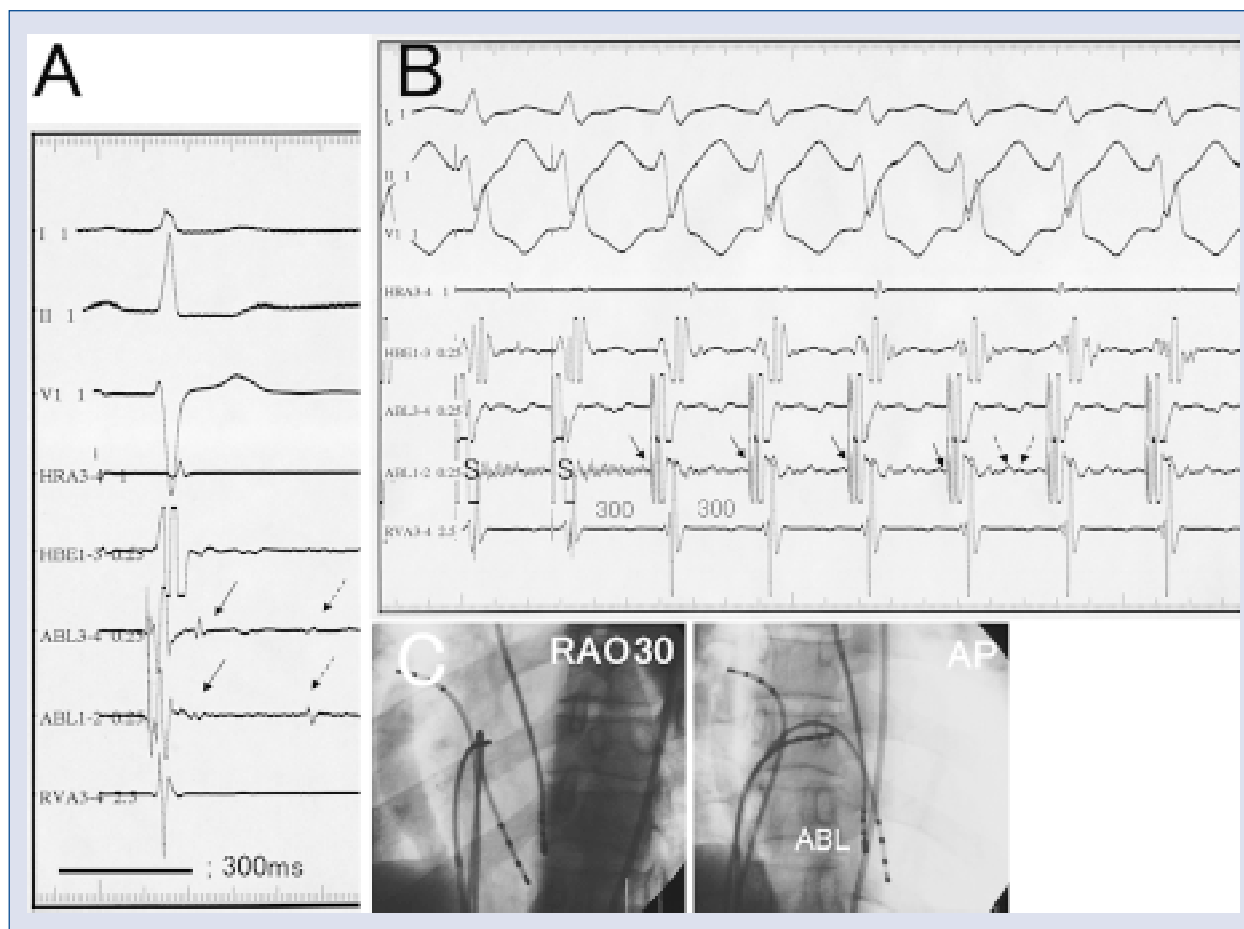 A
I 1
II 1
V1 1
HRA3-4 1
HBE1-3 0.25
ABL3-4 0.25
ABL1-2 0.25
RVA3-4 2.5
: 300ms
B
I 1
II 1
V1 1
HRA3-4 1
HBE1-3 0.25
ABL3-4 0.25
ABL1-2 0.25
S S
300 300
RVA3-4 2.5
C
RAO30
AP
ABL